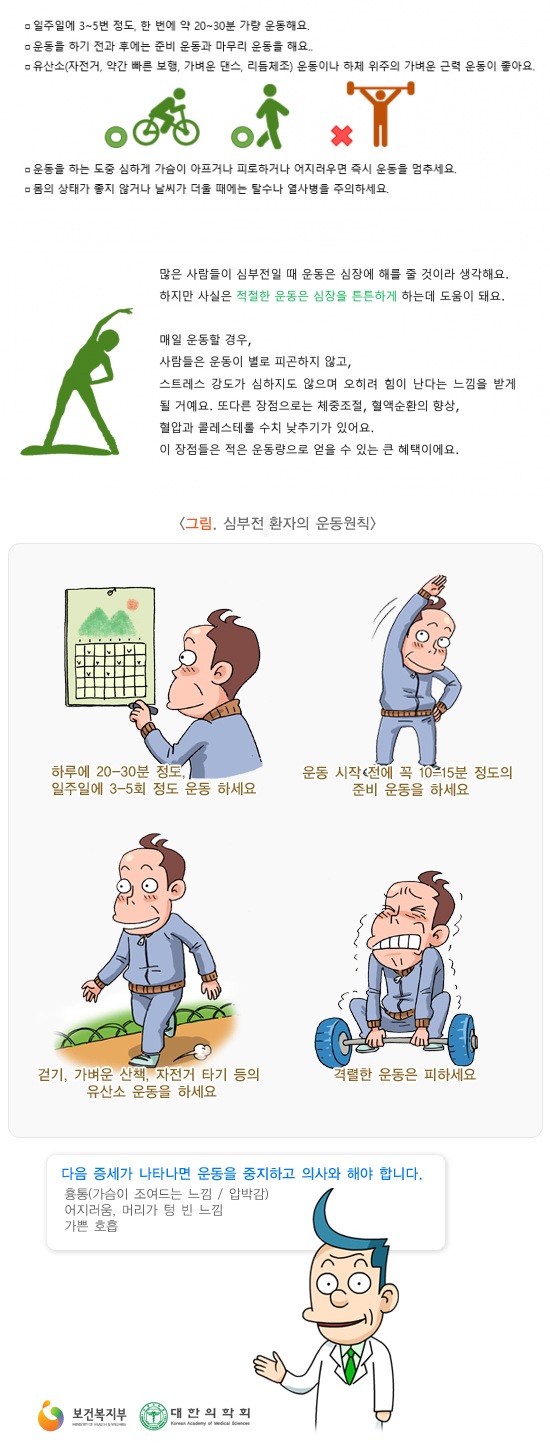 ▫ 일주일에 3~5번 정도, 한 번에 약 20~30분 가량 운동해요.
▫ 운동을 하기 전과 후에는 준비 운동과 마무리 운동을 해요..
▫ 유산소(자전거, 약간 빠른 보행, 가벼운 댄스, 리듬체조) 운동이나 하체 위주의 가벼운 근력 운동이 좋아요.
▫ 운동을 하는 도중 심하게 가슴이 아프거나 피로하거나 어지러우면 즉시 운동을 멈추세요.
▫ 몸의 상태가 좋지 않거나 날씨가 더울 때에는 탈수나 열사병을 주의하세요.
많은 사람들이 심부전일 때 운동은 심장에 해를 줄 것이라 생각해요.
하지만 사실은 적절한 운동은 심장을 튼튼하게 하는데 도움이 돼요.
매일 운동할 경우,
사람들은 운동이 별로 피곤하지 않고,
스트레스 강도가 심하지도 않으며 오히려 힘이 난다는 느낌을 받게
될 거예요. 또다른 장점으로는 체중조절, 혈액순환의 향상,
혈압과 콜레스테롤 수치 낮추기가 있어요.
이 장점들은 적은 운동량으로 얻을 수 있는 큰 혜택이에요.
<그림. 심부전 환자의 운동원칙>
하루에 20-30분 정도,
일주일에 3-5회 정도 운동 하세요
운동 시작 전에 꼭 10-15분 정도의
준비 운동을 하세요
걷기, 가벼운 산책, 자전거 타기 등의
유산소 운동을 하세요
격렬한 운동은 피하세요
다음 증세가 나타나면 운동을 중지하고 의사와 해야 합니다.
흉통(가슴이 조여드는 느낌 / 압박감)
어지러움, 머리가 텅 빈 느낌
가쁜 호흡
보건복지부
MINISTRY OF HEALTH & WELFARE
대한의학회
Korean Academy of Medical Sciences